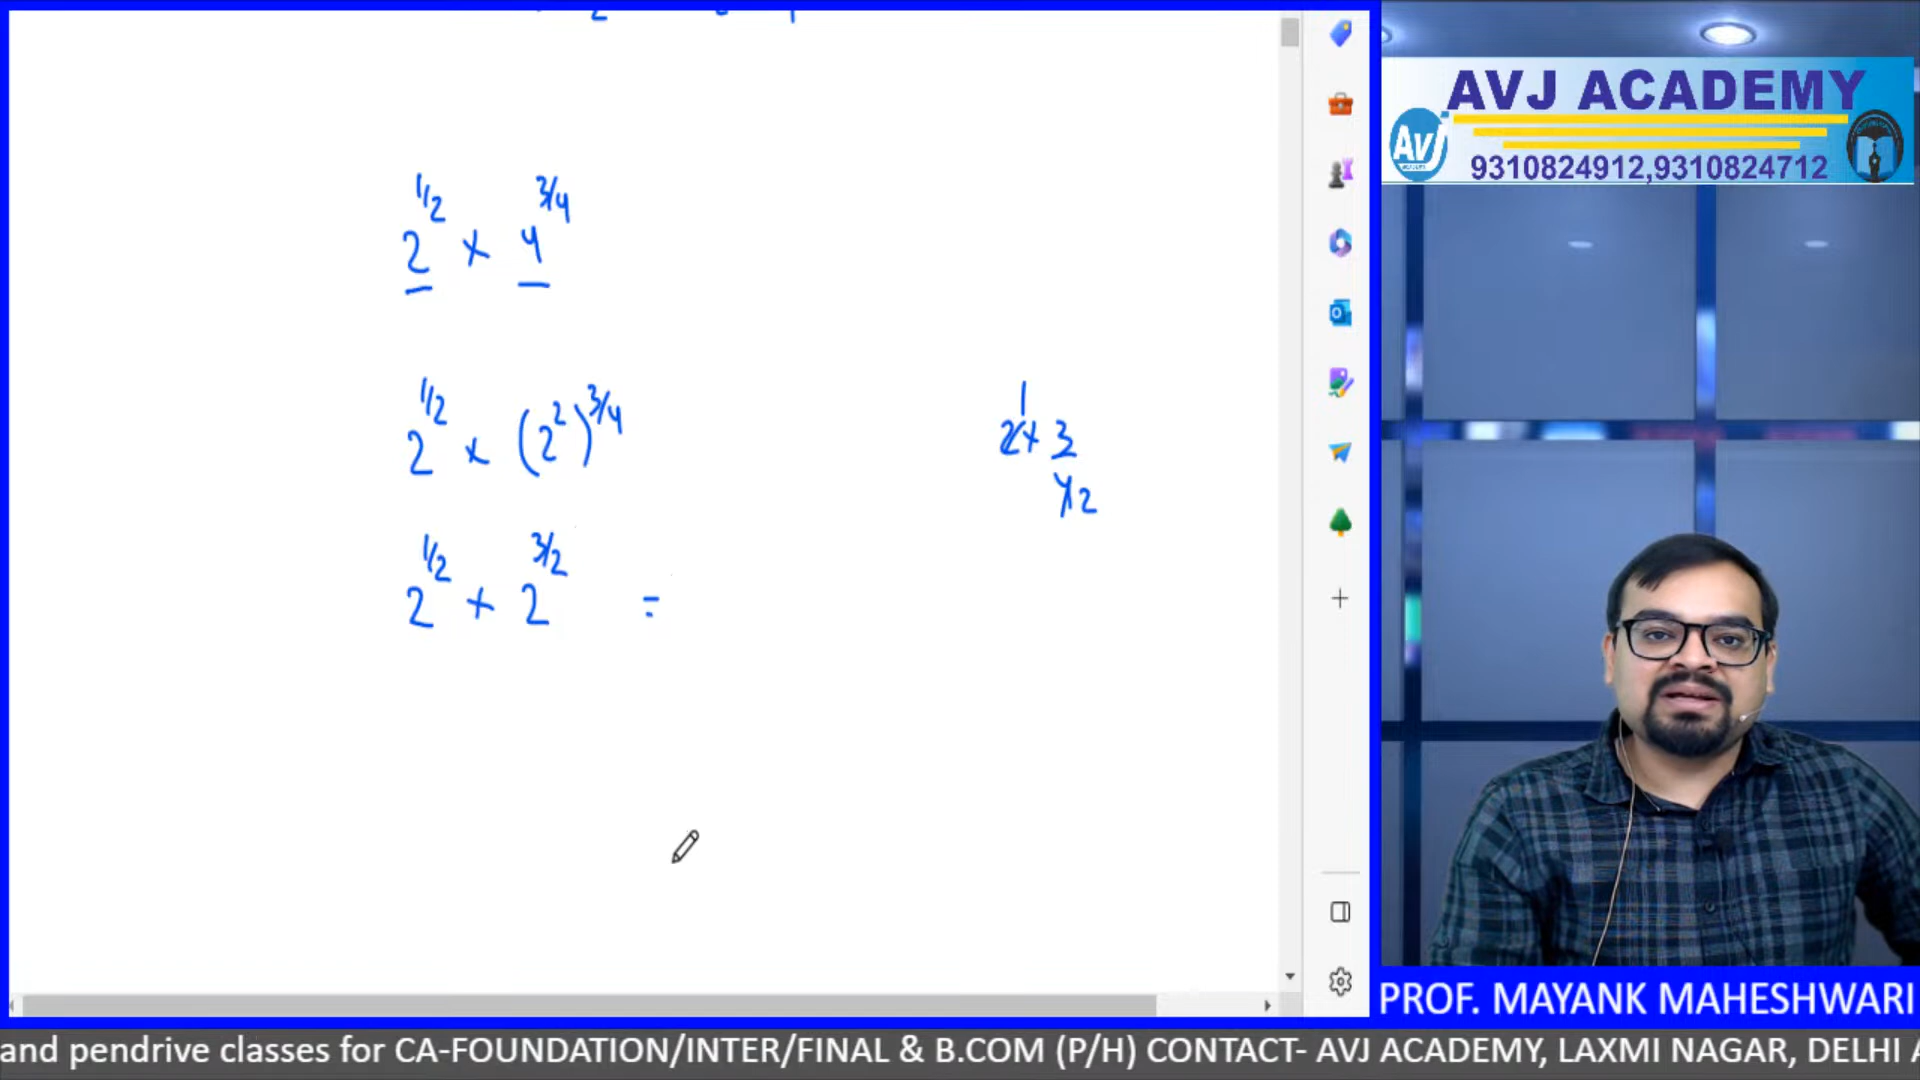 2^{1/2} × 4^{3/4}
2^{1/2} × (2^2)^{3/4}
2^{1/2} × 2^{3/2} =
1
2 × 3
4 2
AVJ ACADEMY
AVJ
9310824912,9310824712
PROF. MAYANK MAHESHWARI
and pendrive classes for CA-FOUNDATION/INTER/FINAL & B.COM (P/H) CONTACT- AVJ ACADEMY, LAXMI NAGAR, DELHI